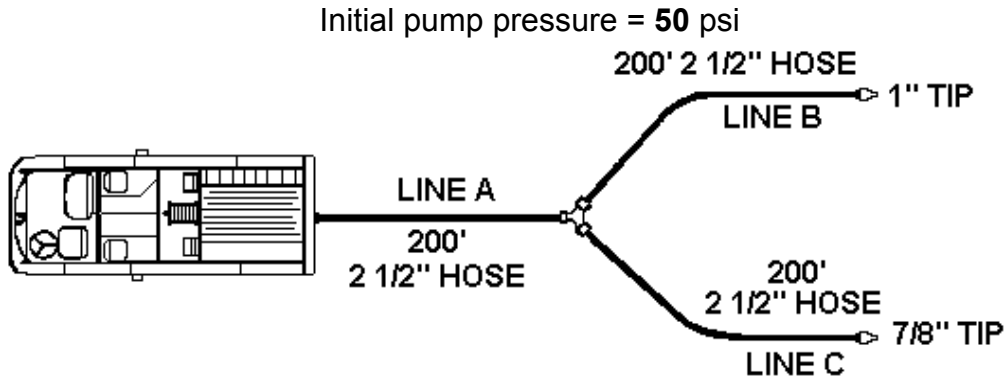 Initial pump pressure = 50 psi
200' 2 1/2" HOSE
1" TIP
LINE B
LINE A
200'
2 1/2" HOSE
200'
2 1/2" HOSE
7/8" TIP
LINE C